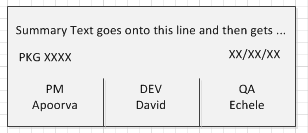 Summary Text goes onto this line and then gets ...
PKG XXXX XX/XX/XX
PM DEV QA
Apoorva David Echele